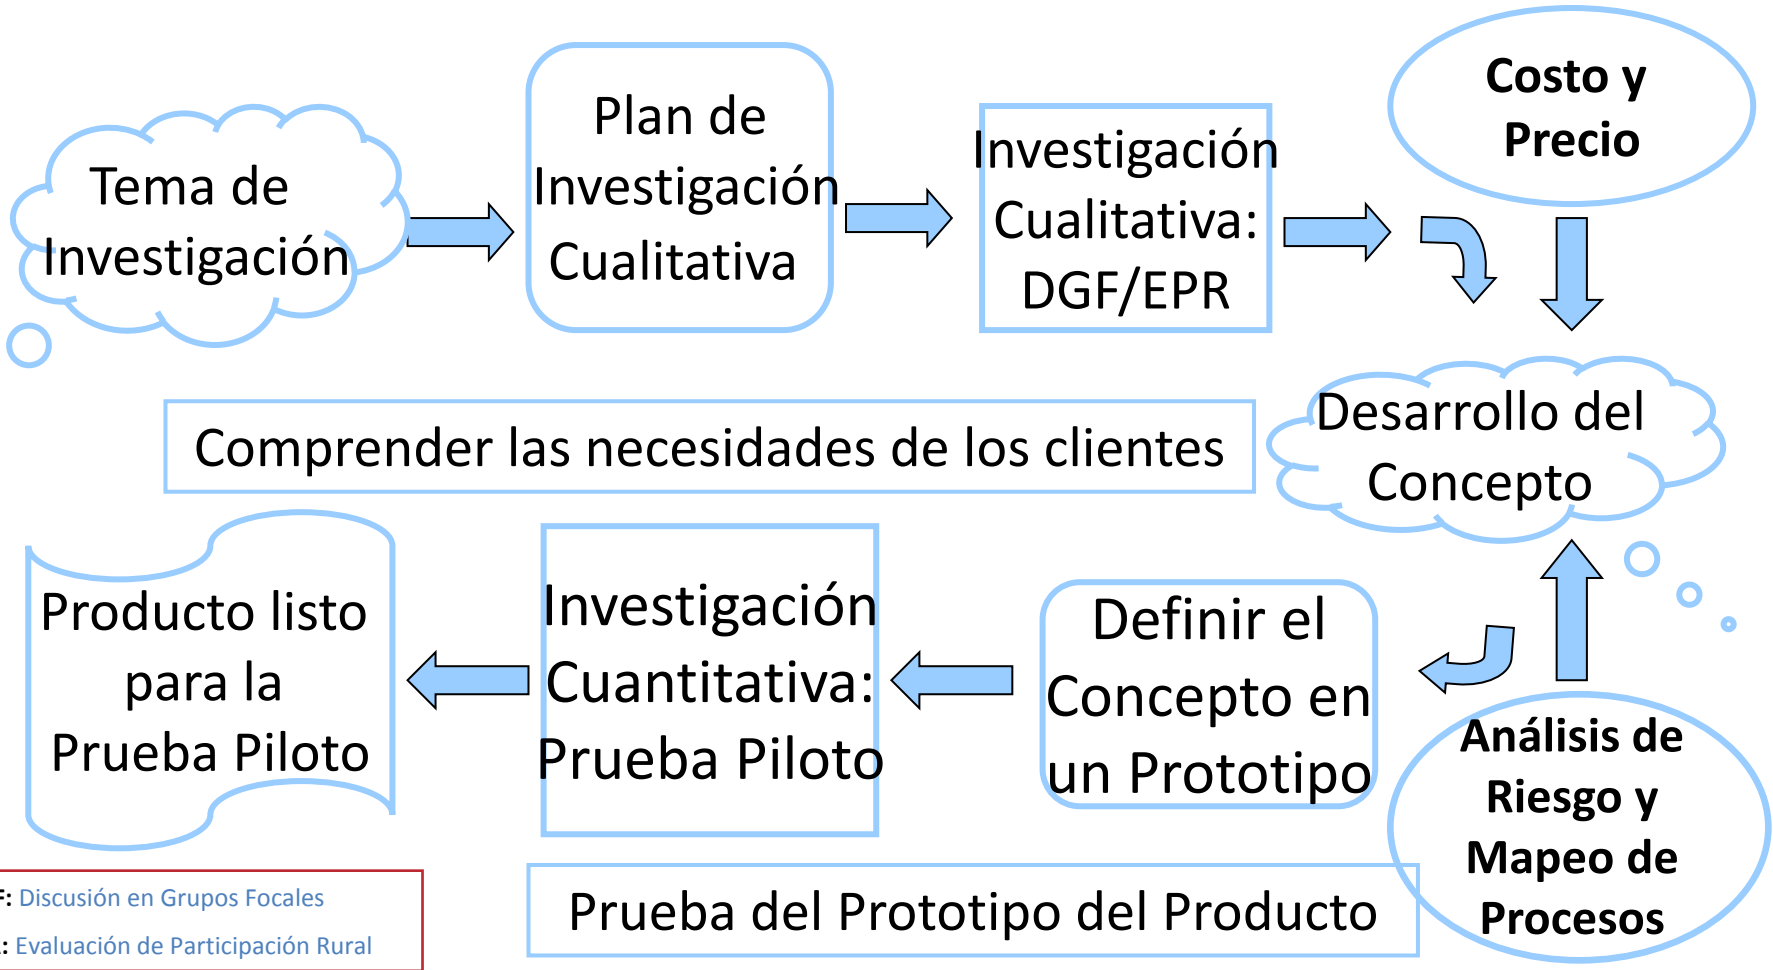 Tema de
Investigación
Plan de
Investigación
Cualitativa
Investigación
Cualitativa:
DGF/EPR
Costo y
Precio
Comprender las necesidades de los clientes
Desarrollo del
Concepto
Producto listo
para la
Prueba Piloto
Investigación
Cuantitativa:
Prueba Piloto
Definir el
Concepto en
un Prototipo
Análisis de
Riesgo y
Mapeo de
Procesos
Prueba del Prototipo del Producto
F: Discusión en Grupos Focales
: Evaluación de Participación Rural